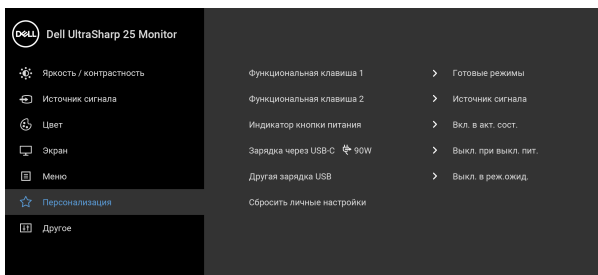 DELL Dell UltraSharp 25 Monitor
Яркость / контрастность
Источник сигнала
Цвет
Экран
Меню
Персонализация
Другое
Функциональная клавиша 1 > Готовые режимы
Функциональная клавиша 2 > Источник сигнала
Индикатор кнопки питания > Вкл. в акт. сост.
Зарядка через USB-C 90W > Выкл. при выкл. пит.
Другая зарядка USB > Выкл. в реж.ожид.
Сбросить личные настройки